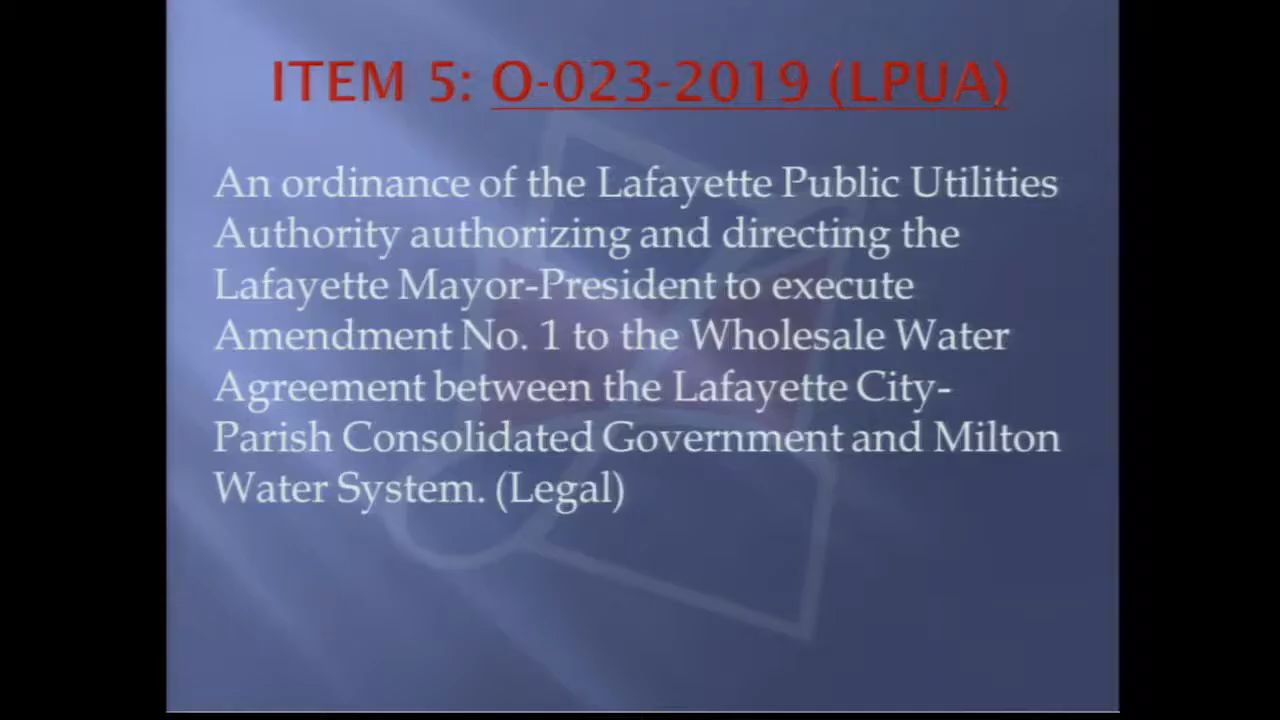 ITEM 5: O-023-2019 (LPUA)
An ordinance of the Lafayette Public Utilities
Authority authorizing and directing the
Lafayette Mayor-President to execute
Amendment No. 1 to the Wholesale Water
Agreement between the Lafayette City-
Parish Consolidated Government and Milton
Water System. (Legal)